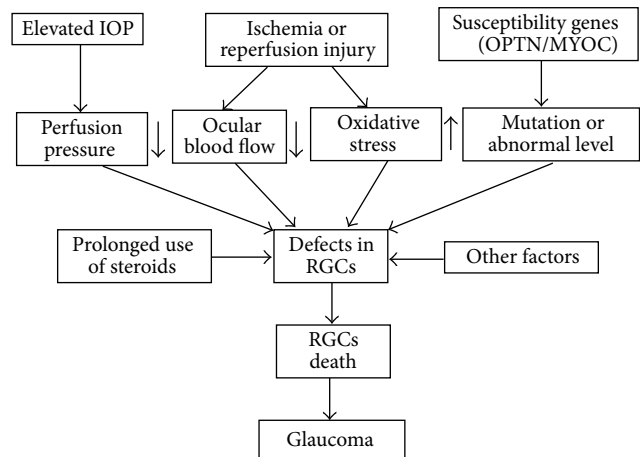 Elevated IOP
Ischemia or
reperfusion injury
Susceptibility genes
(OPTN/MYOC)
Perfusion
pressure
Ocular
blood flow
Oxidative
stress
Mutation or
abnormal level
Prolonged use
of steroids
Defects in
RGCs
Other factors
RGCs
death
Glaucoma